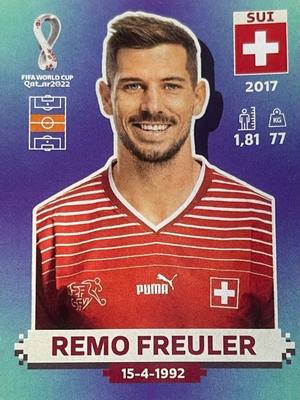 SUI
FIFA WORLD CUP
Qatar2022
2017
KG
1,81 77
PUMA
REMO FREULER
15-4-1992